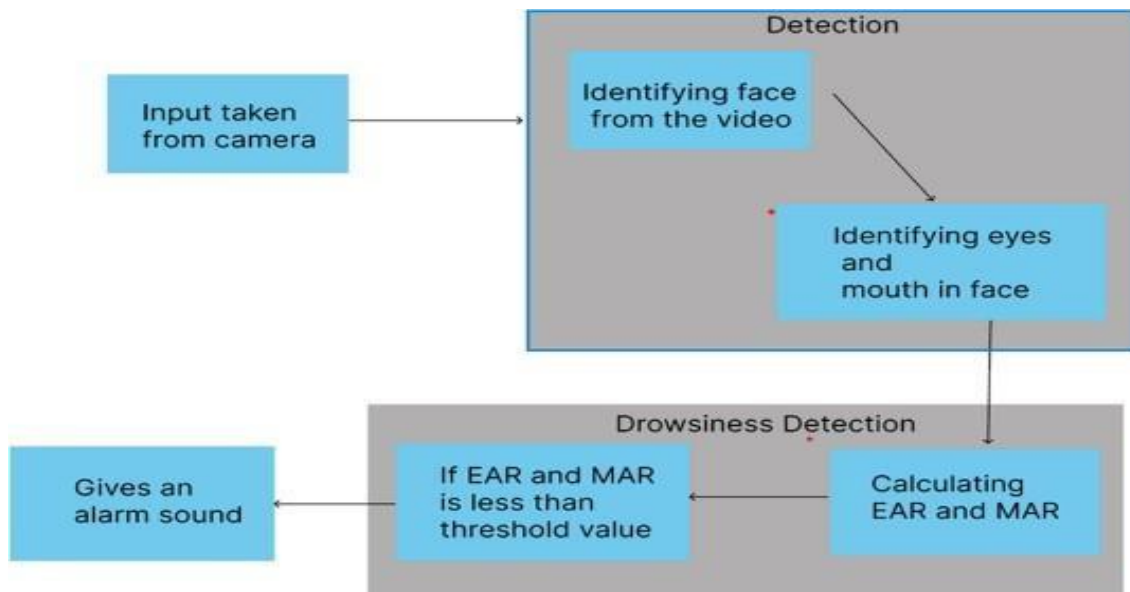 Detection
Input taken
from camera
Identifying face
from the video
Identifying eyes
and
mouth in face
Drowsiness Detection
Calculating
EAR and MAR
If EAR and MAR
is less than
threshold value
Gives an
alarm sound